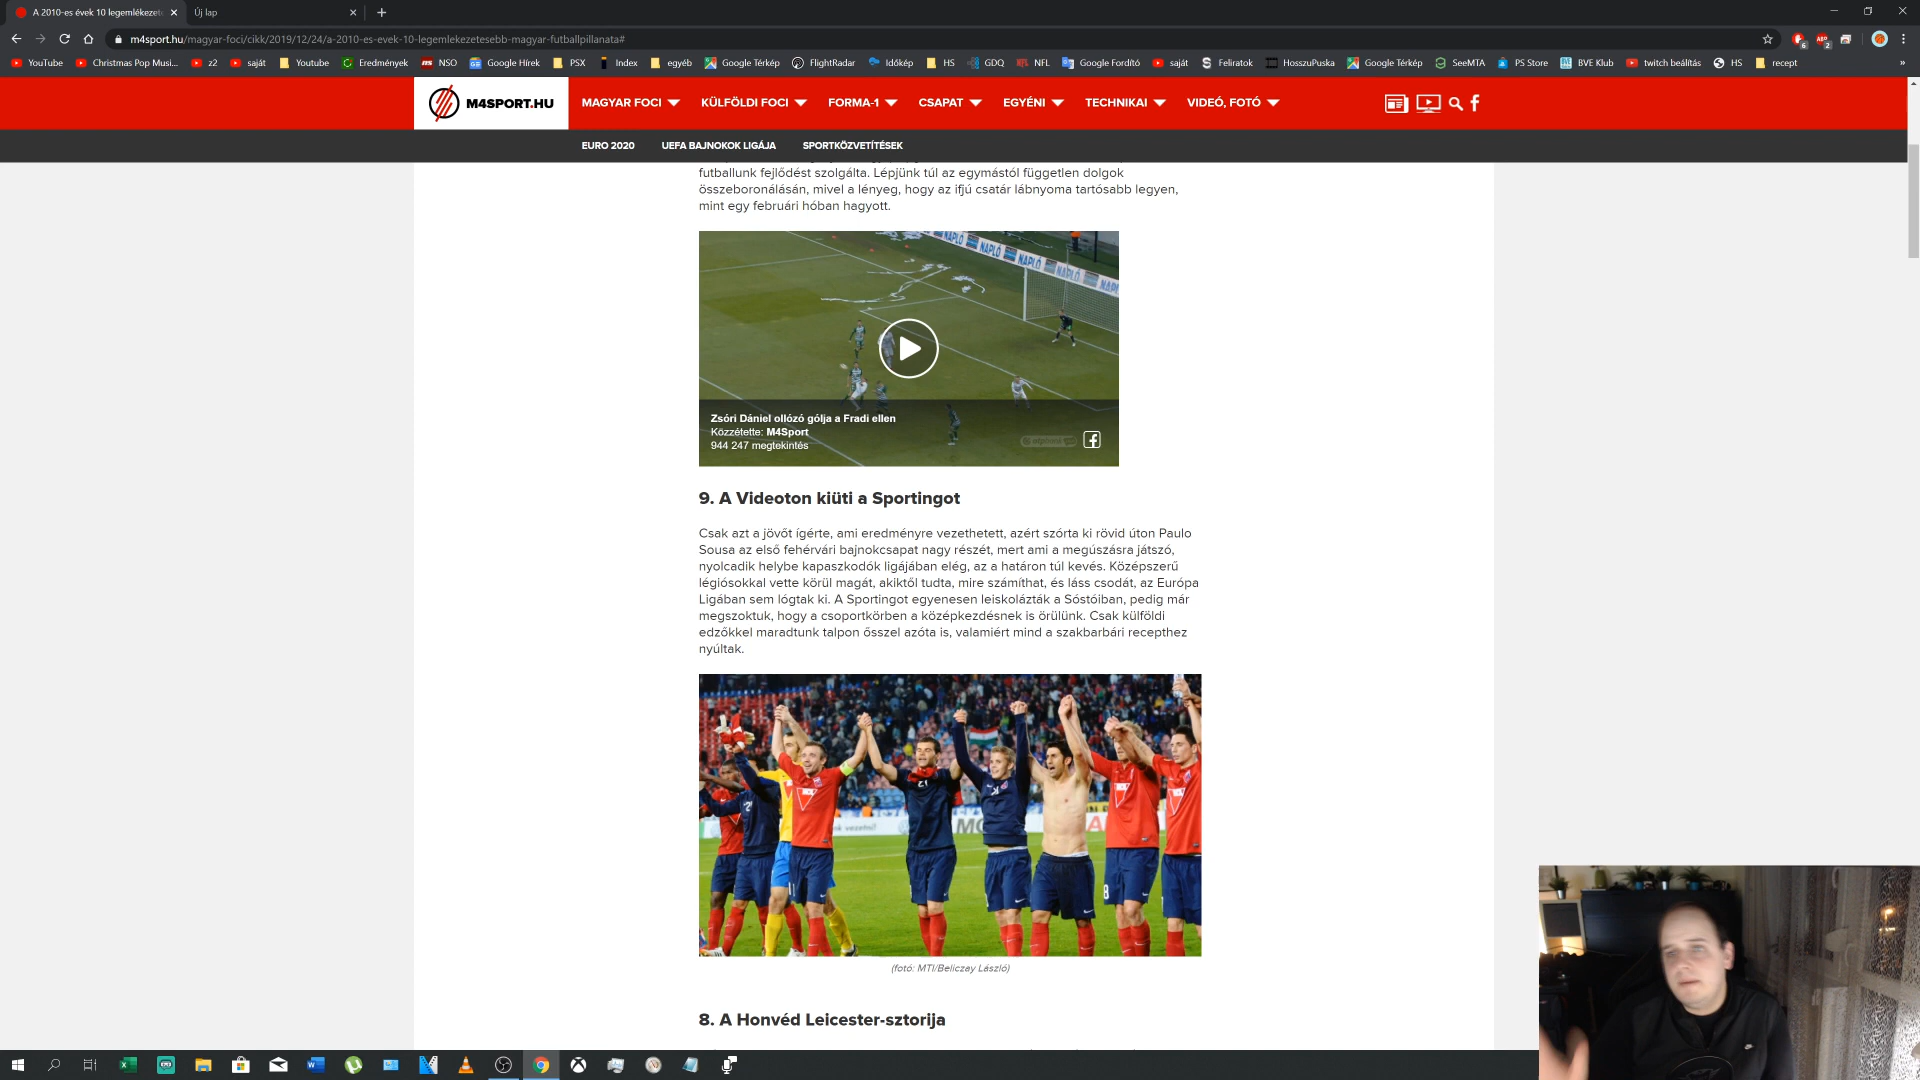 A 2010-es évek 10 legemlékezete
Új lap
m4sport.hu/magyar-foci/cikk/2019/12/24/a-2010-es-evek-10-legemlekezetesebb-magyar-futballpillanata#
YouTube Christmas Pop Musi... z2 saját Youtube Eredmények NSO Google Hírek PSX Index egyéb Google Térkép FlightRadar Időkép HS GDQ NFL Google Fordító saját Feliratok HosszuPuska Google Térkép SeeMTA PS Store BVE Klub twitch beálítás HS recept
M4SPORT.HU MAGYAR FOCI KÜLFÖLDI FOCI FORMA-1 CSAPAT EGYÉNI TECHNIKAI VIDEÓ, FOTÓ
EURO 2020 UEFA BAJNOKOK LIGÁJA SPORTKÖZVETÍTÉSEK
futballunk fejlődést szolgálta. Lépjünk túl az egymástól független dolgok
összeboronálásán, mivel a lényeg, hogy az ifjú csatár lábnyoma tartósabb legyen,
mint egy februári hóban hagyott.
NAPLÓ NAPLÓ NAPLÓ NAPLÓ
Zsóri Dániel ollózó gólja a Fradi ellen
Közzétette: M4Sport
944 247 megtekintés
9. A Videoton kiüti a Sportingot
Csak azt a jövőt ígérte, ami eredményre vezethetett, azért szórta ki rövid úton Paulo
Sousa az első fehérvári bajnokcsapat nagy részét, mert ami a megúszásra játszó,
nyolcadik helybe kapaszkodók ligájában elég, az a határon túl kevés. Középszerű
légiósokkal vette körül magát, akiktől tudta, mire számíthat, és láss csodát, az Európa
Ligában sem lógtak ki. A Sportingot egyenesen leiskolázták a Sóstóiban, pedig már
megszoktuk, hogy a csoportkörben a középkezdésnek is örülünk. Csak külföldi
edzőkkel maradtunk talpon ősszel azóta is, valamiért mind a szakbarbári recepthez
nyúltak.
(fotó: MTI/Beliczay László)
8. A Honvéd Leicester-sztorija